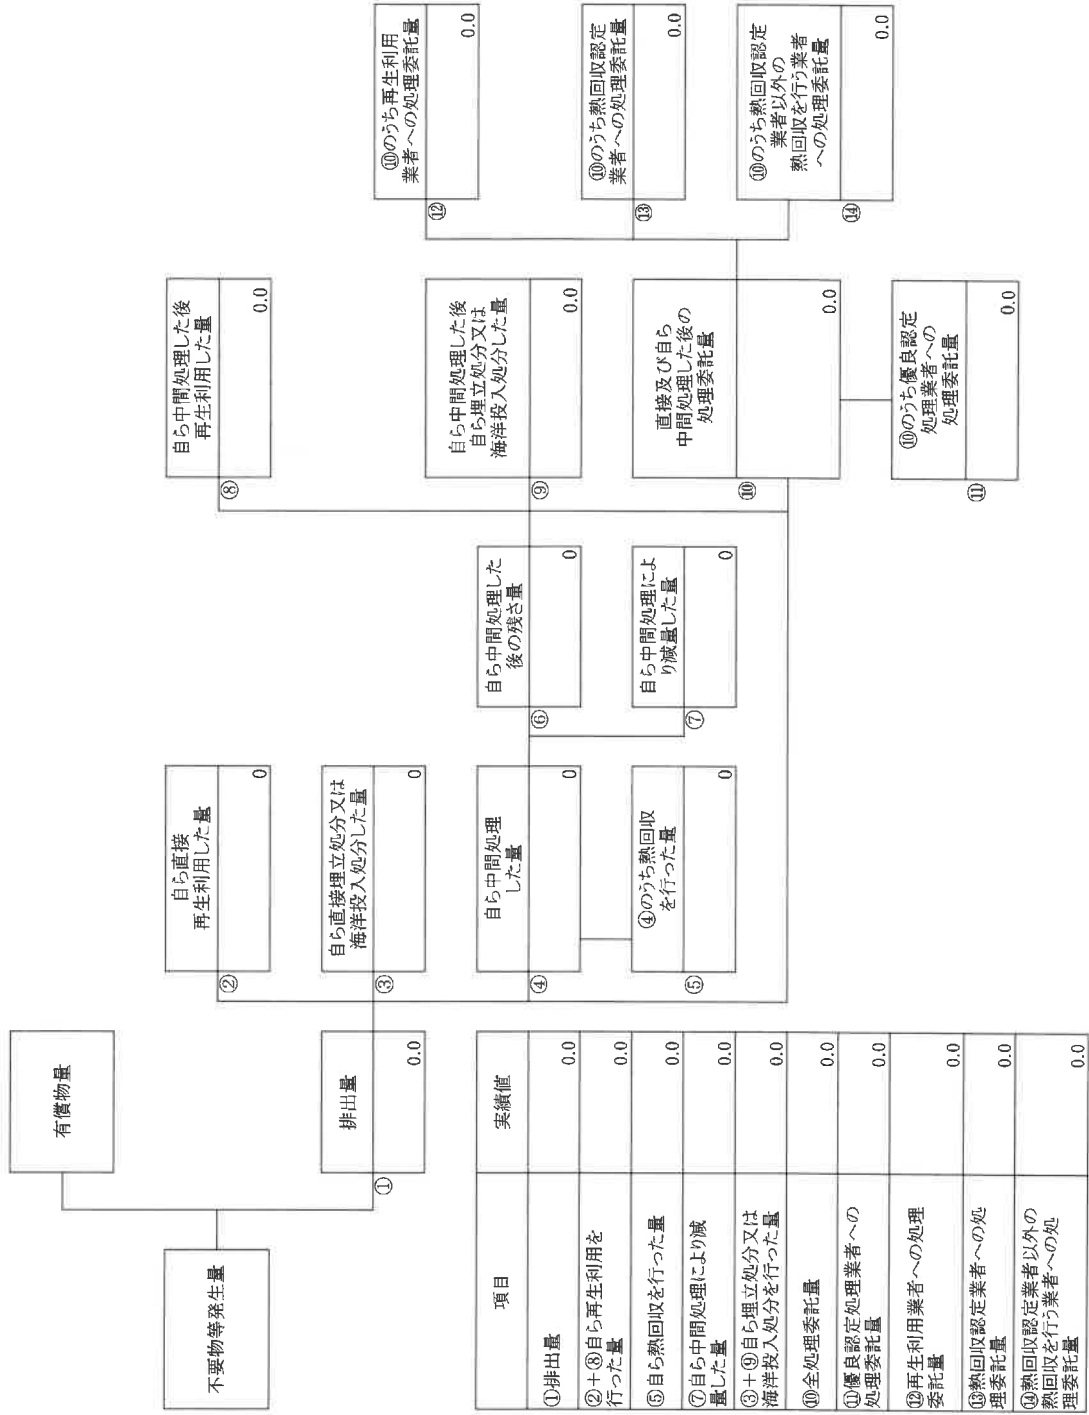 不要物等発生量
有償物量
排出量
①
0.0
自ら直接
再生利用した量
②
0
自ら直接埋立処分又は
海洋投入処分した量
③
0
自ら中間処理
した量
④
0
④のうち熱回収
を行った量
⑤
0
自ら中間処理した
後の残さ量
⑥
0
自ら中間処理によ
り減量した量
⑦
0
自ら中間処理した後
再生利用した量
⑧
0.0
自ら中間処理した後
自ら埋立処分又は
海洋投入処分した量
⑨
0.0
直接及び自ら
中間処理した後の
処理委託量
⑩
0.0
⑩のうち優良認定
処理業者への
処理委託量
⑪
0.0
⑩のうち再生利用
業者への処理委託量
⑫
0.0
⑩のうち熱回収認定
業者への処理委託量
⑬
0.0
⑩のうち熱回収認定
業者以外の
熱回収を行う業者
への処理委託量
⑭
0.0
項目 実績値
①排出量 0.0
②+⑧自ら再生利用を
行った量 0.0
⑤自ら熱回収を行った量 0.0
⑦自ら中間処理により減
量した量 0.0
③+⑨自ら埋立処分又は
海洋投入処分を行った量 0.0
⑩全処理委託量 0.0
⑪優良認定処理業者への
処理委託量 0.0
⑫再生利用業者への処理
委託量 0.0
⑬熱回収認定業者への処
理委託量 0.0
⑭熱回収認定業者以外の
熱回収を行う業者への処
理委託量 0.0